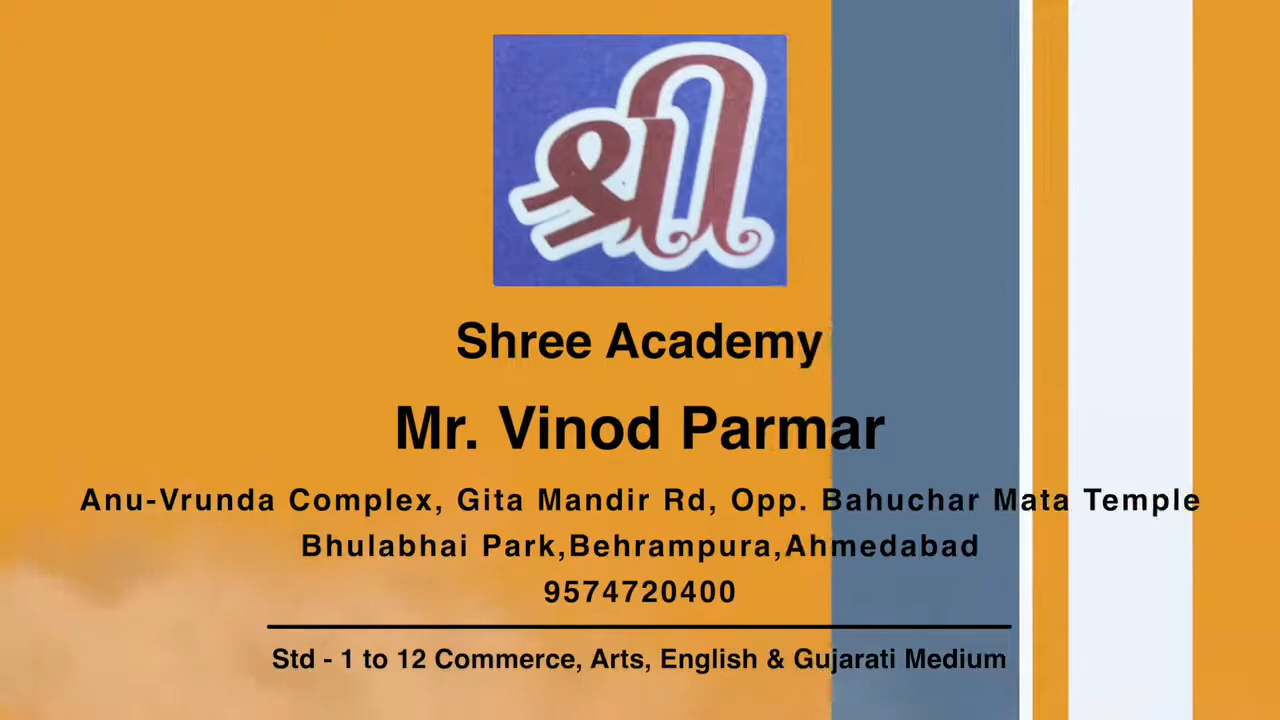 શ્રી
Shree Academy
Mr. Vinod Parmar
Anu-Vrunda Complex, Gita Mandir Rd, Opp. Bahuchar Mata Temple
Bhulabhai Park,Behrampura,Ahmedabad
9574720400
Std - 1 to 12 Commerce, Arts, English & Gujarati Medium